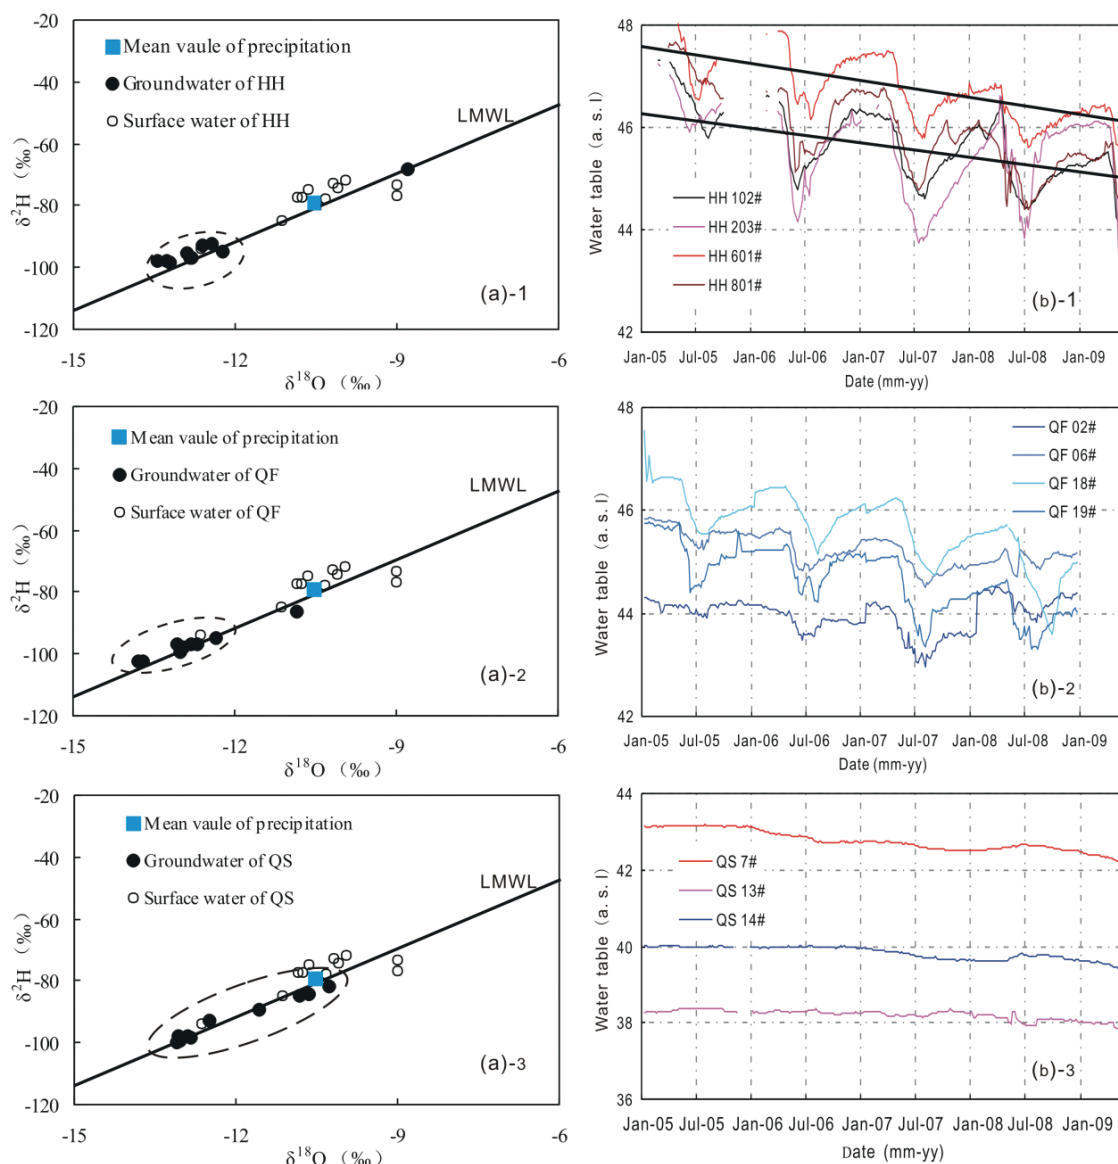 -20
-40
-60
-80
-100
-120
δ²H (‰)
Mean vaule of precipitation
Groundwater of HH
Surface water of HH
LMWL
(a)-1
-15
-12
-9
-6
δ¹⁸O (‰)
48
46
44
42
Water table (a. s. l)
HH 102#
HH 203#
HH 601#
HH 801#
(b)-1
Jan-05 Jul-05 Jan-06 Jul-06 Jan-07 Jul-07 Jan-08 Jul-08 Jan-09
Date (mm-yy)
-20
-40
-60
-80
-100
-120
δ²H (‰)
Mean vaule of precipitation
Groundwater of QF
Surface water of QF
LMWL
(a)-2
-15
-12
-9
-6
δ¹⁸O (‰)
48
46
44
42
Water table (a. s. l)
QF 02#
QF 06#
QF 18#
QF 19#
(b)-2
Jan-05 Jul-05 Jan-06 Jul-06 Jan-07 Jul-07 Jan-08 Jul-08 Jan-09
Date (mm-yy)
-20
-40
-60
-80
-100
-120
δ²H (‰)
Mean vaule of precipitation
Groundwater of QS
Surface water of QS
LMWL
(a)-3
-15
-12
-9
-6
δ¹⁸O (‰)
44
42
40
38
36
Water table (a. s. l)
QS 7#
QS 13#
QS 14#
(b)-3
Jan-05 Jul-05 Jan-06 Jul-06 Jan-07 Jul-07 Jan-08 Jul-08 Jan-09
Date (mm-yy)